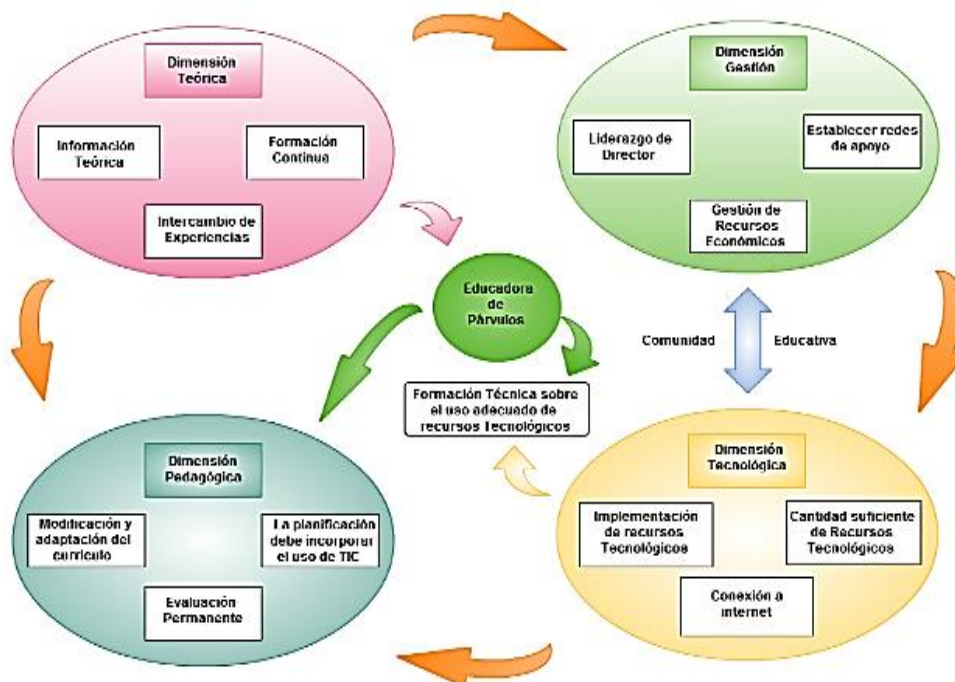 Dimensión
Teórica
Información
Teórica
Formación
Continua
Intercambio de
Experiencias
Dimensión
Gestión
Liderazgo de
Director
Establecer redes
de apoyo
Gestión de
Recursos
Económicos
Educadora
de
Párvulos
Comunidad
Educativa
Formación Técnica sobre
el uso adecuado de
recursos Tecnológicos
Dimensión
Pedagógica
Modificación y
adaptación del
currículo
La planificación
debe incorporar
el uso de TIC
Evaluación
Permanente
Dimensión
Tecnológica
Implementación
de recursos
Tecnológicos
Cantidad suficiente
de Recursos
Tecnológicos
Conexión a
internet